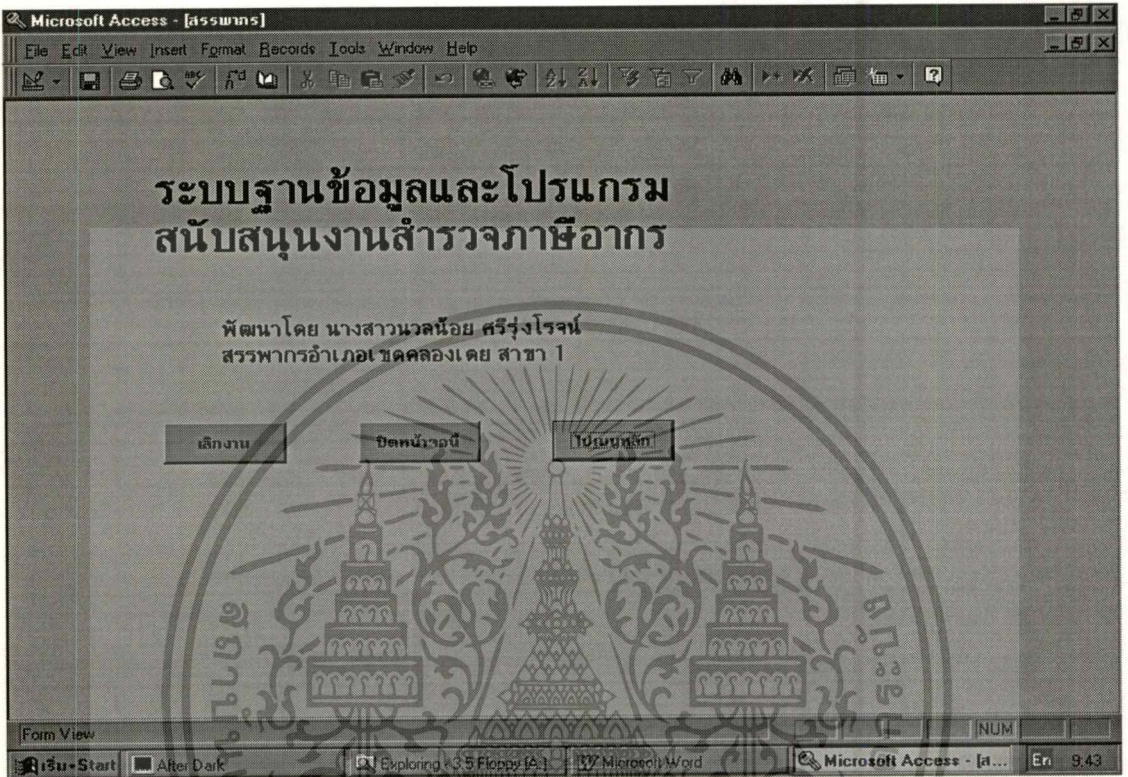 Microsoft Access - [สรรพากร]
File Edit View Insert Format Records Tools Window Help
ระบบฐานข้อมูลและโปรแกรม
สนับสนุนงานสำรวจภาษีอากร
พัฒนาโดย นางสาวนวลน้อย ศรีรุ่งโรจน์
สรรพากรอำเภอเขตคลองเตย สาขา 1
เลิกงาน ปิดหน้าจอนี้ ไปเมนูหลัก
Form View NUM
เริ่ม-Start After Dark Exploring - 3.5 Floppy (A:) Microsoft Word Microsoft Access - [ส... En 9:43